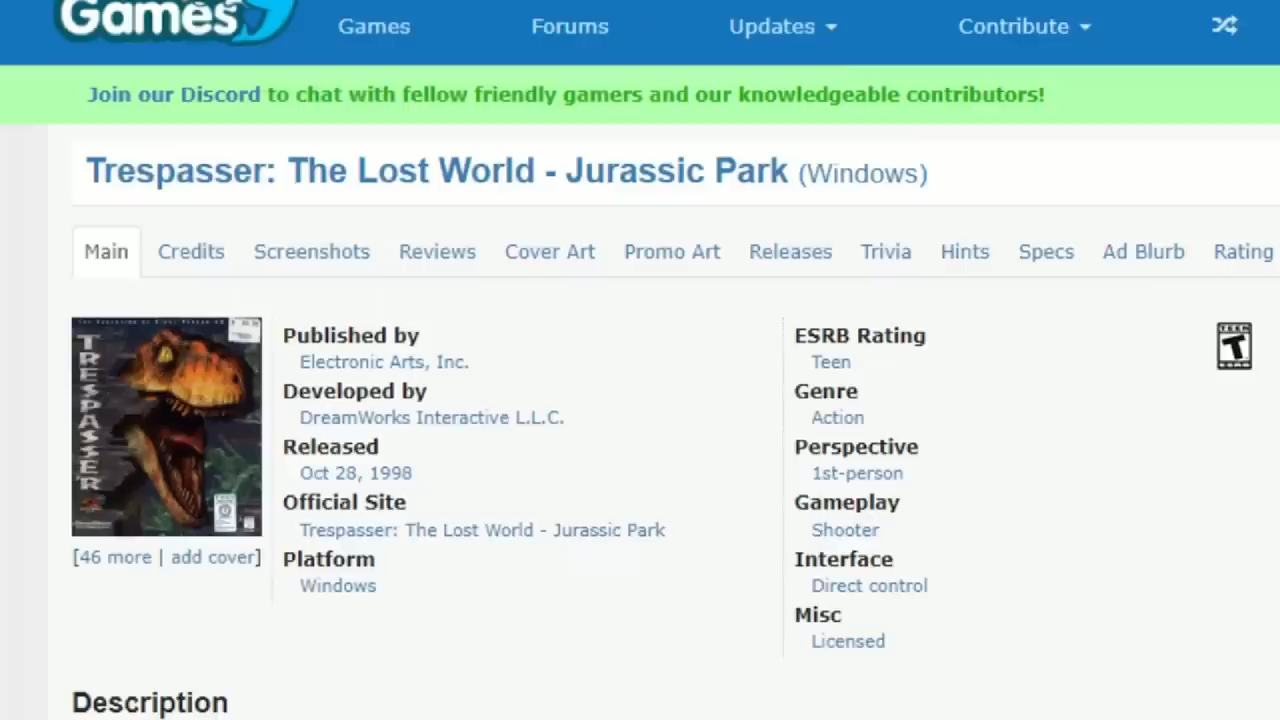 Games
Games Forums Updates Contribute
Join our Discord to chat with fellow friendly gamers and our knowledgeable contributors!
Trespasser: The Lost World - Jurassic Park (Windows)
Main Credits Screenshots Reviews Cover Art Promo Art Releases Trivia Hints Specs Ad Blurb Rating
TRESPASSER
[46 more | add cover]
Published by
Electronic Arts, Inc.
Developed by
DreamWorks Interactive L.L.C.
Released
Oct 28, 1998
Official Site
Trespasser: The Lost World - Jurassic Park
Platform
Windows
ESRB Rating
Teen
TEEN
T
Genre
Action
Perspective
1st-person
Gameplay
Shooter
Interface
Direct control
Misc
Licensed
Description